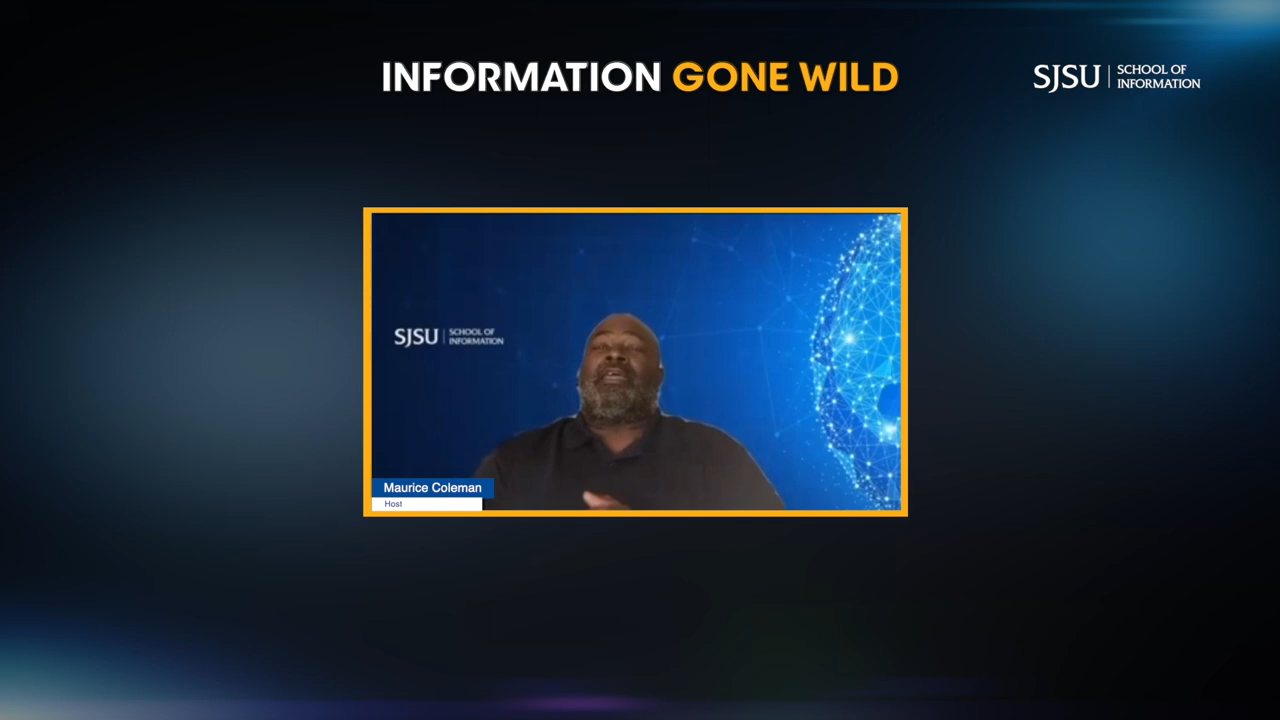 INFORMATION GONE WILD
SJSU
SCHOOL OF
INFORMATION
SJSU
SCHOOL OF
INFORMATION
Maurice Coleman
Host